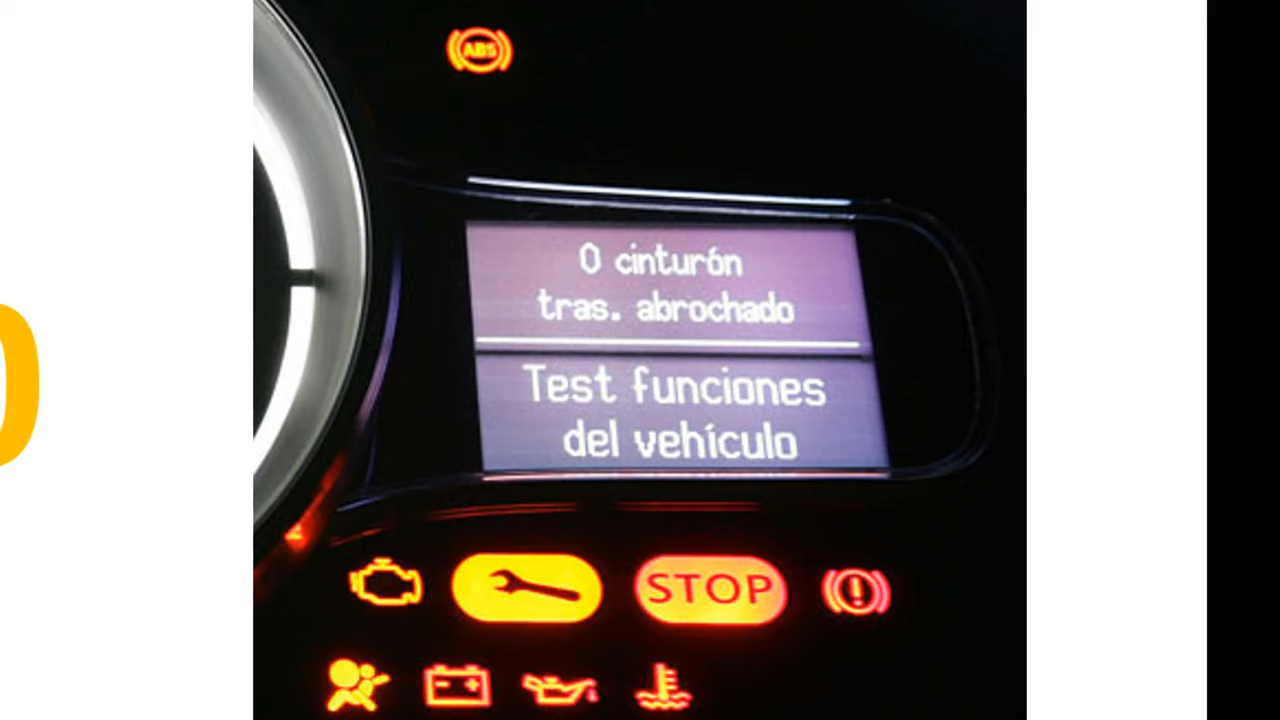 ABS
0 cinturón
tras. abrochado
Test funciones
del vehículo
STOP